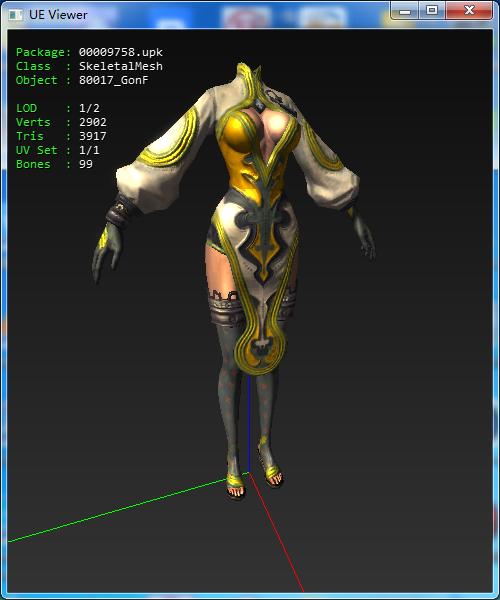 UE Viewer
Package: 00009758.upk
Class : SkeletalMesh
Object : 80017_GonF
LOD : 1/2
Verts : 2902
Tris : 3917
UV Set : 1/1
Bones : 99